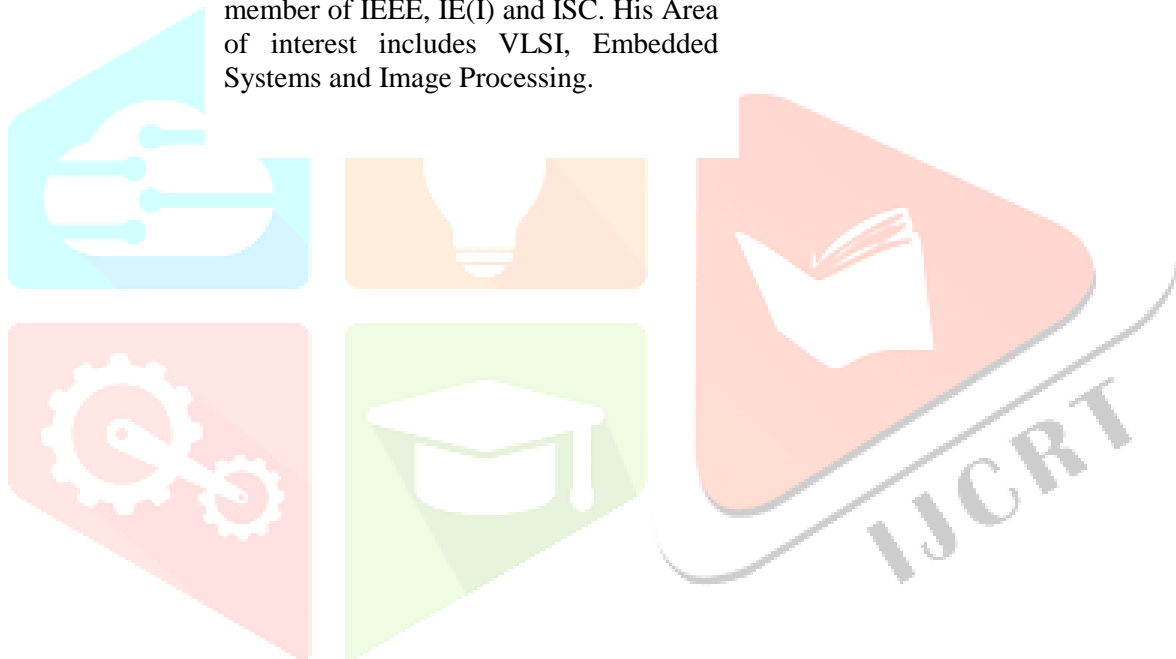 member of IEEE, IE(I) and ISC. His Area
of interest includes VLSI, Embedded
Systems and Image Processing.
IJCRT